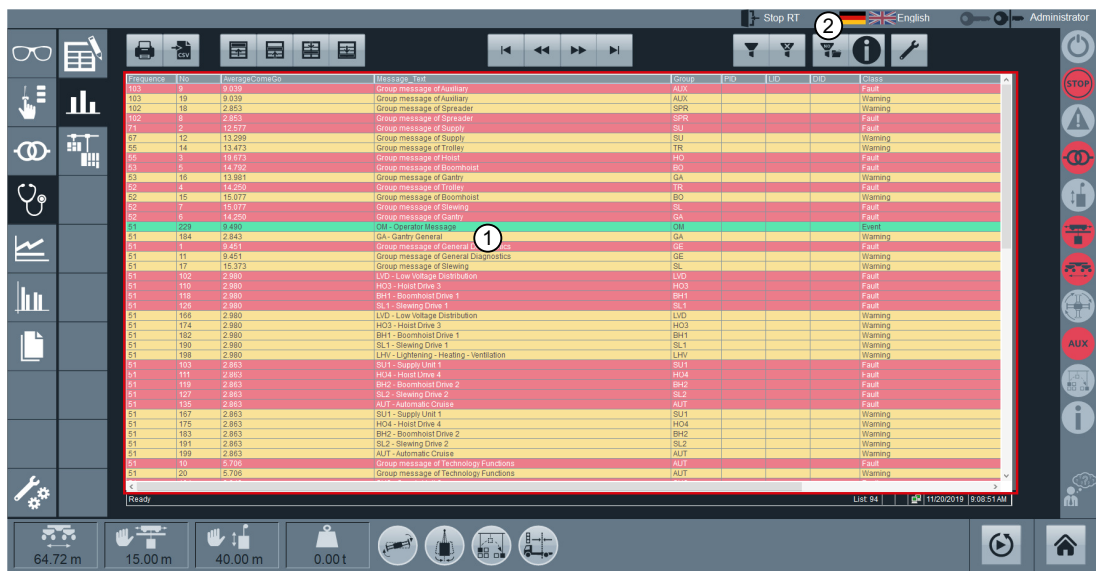 Stop RT 2 English Administrator
CSV
STOP
AUX
Frequence No AverageComeGo Message_Text Group PID LID DID Class
103 9 9.039 Group message of Auxiliary AUX Fault
103 19 9.039 Group message of Auxiliary AUX Warning
102 18 2.853 Group message of Spreader SPR Warning
102 8 2.853 Group message of Spreader SPR Fault
71 2 12.577 Group message of Supply SU Fault
67 12 13.299 Group message of Supply SU Warning
55 14 13.473 Group message of Trolley TR Warning
55 3 19.673 Group message of Hoist HO Fault
53 5 14.792 Group message of Boomhoist BO Fault
53 16 13.981 Group message of Gantry GA Warning
52 4 14.250 Group message of Trolley TR Fault
52 15 15.077 Group message of Boomhoist BO Warning
52 7 15.077 Group message of Slewing SL Fault
52 6 14.250 Group message of Gantry GA Fault
51 229 9.490 OM - Operator Message OM Event
51 184 2.843 GA - Gantry General 1 GA Warning
51 1 9.451 Group message of General Diagnostics GE Fault
51 11 9.451 Group message of General Diagnostics GE Warning
51 17 15.373 Group message of Slewing SL Warning
51 102 2.980 LVD - Low Voltage Distribution LVD Fault
51 110 2.980 HO3 - Hoist Drive 3 HO3 Fault
51 118 2.980 BH1 - Boomhoist Drive 1 BH1 Fault
51 126 2.980 SL1 - Slewing Drive 1 SL1 Fault
51 166 2.980 LVD - Low Voltage Distribution LVD Warning
51 174 2.980 HO3 - Hoist Drive 3 HO3 Warning
51 182 2.980 BH1 - Boomhoist Drive 1 BH1 Warning
51 190 2.980 SL1 - Slewing Drive 1 SL1 Warning
51 198 2.980 LHV - Lightening - Heating - Ventilation LHV Warning
51 103 2.863 SU1 - Supply Unit 1 SU1 Fault
51 111 2.863 HO4 - Hoist Drive 4 HO4 Fault
51 119 2.863 BH2 - Boomhoist Drive 2 BH2 Fault
51 127 2.863 SL2 - Slewing Drive 2 SL2 Fault
51 135 2.863 AUT - Automatic Cruise AUT Fault
51 167 2.863 SU1 - Supply Unit 1 SU1 Warning
51 175 2.863 HO4 - Hoist Drive 4 HO4 Warning
51 183 2.863 BH2 - Boomhoist Drive 2 BH2 Warning
51 191 2.863 SL2 - Slewing Drive 2 SL2 Warning
51 199 2.863 AUT - Automatic Cruise AUT Warning
51 10 5.706 Group message of Technology Functions AUT Fault
51 20 5.706 Group message of Technology Functions AUT Warning
Ready List: 94 11/20/2019 9:08:51 AM
64.72 m 15.00 m 40.00 m 0.00 t